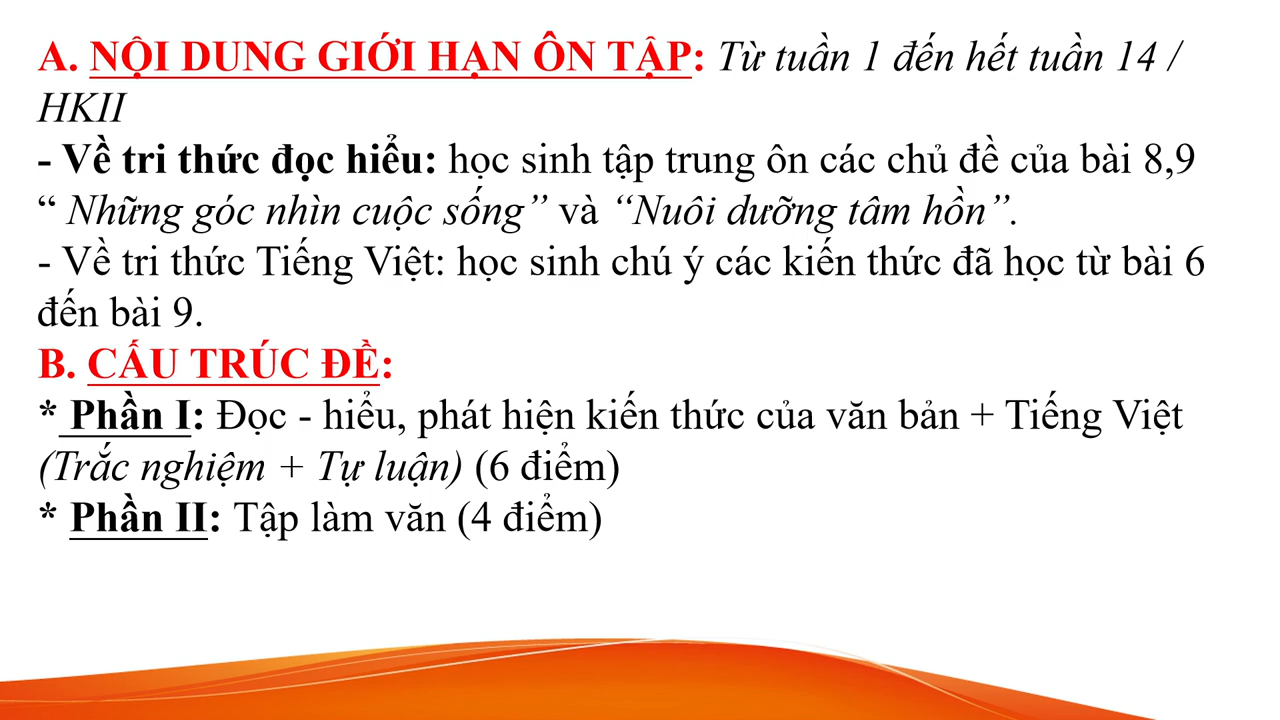 A. NỘI DUNG GIỚI HẠN ÔN TẬP: Từ tuần 1 đến hết tuần 14 /
HKII
- Về tri thức đọc hiểu: học sinh tập trung ôn các chủ đề của bài 8,9
“ Những góc nhìn cuộc sống” và “Nuôi dưỡng tâm hồn”.
- Về tri thức Tiếng Việt: học sinh chú ý các kiến thức đã học từ bài 6
đến bài 9.
B. CẤU TRÚC ĐỀ:
* Phần I: Đọc - hiểu, phát hiện kiến thức của văn bản + Tiếng Việt
(Trắc nghiệm + Tự luận) (6 điểm)
* Phần II: Tập làm văn (4 điểm)